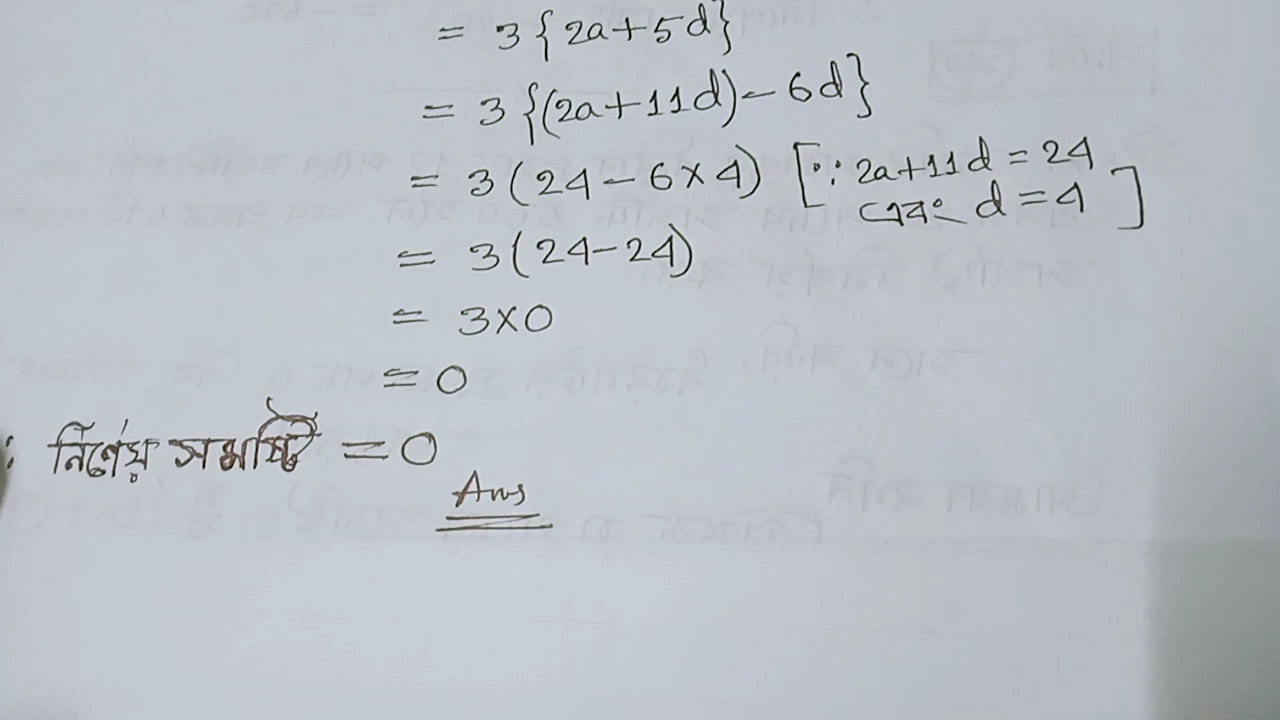 = 3{2a+5d}
= 3{(2a+11d)-6d}
= 3(24-6×4) [∵ 2a+11d=24
এবং d=4]
= 3(24-24)
= 3×0
= 0
: নির্ণেয় সমষ্টি = 0
Ans